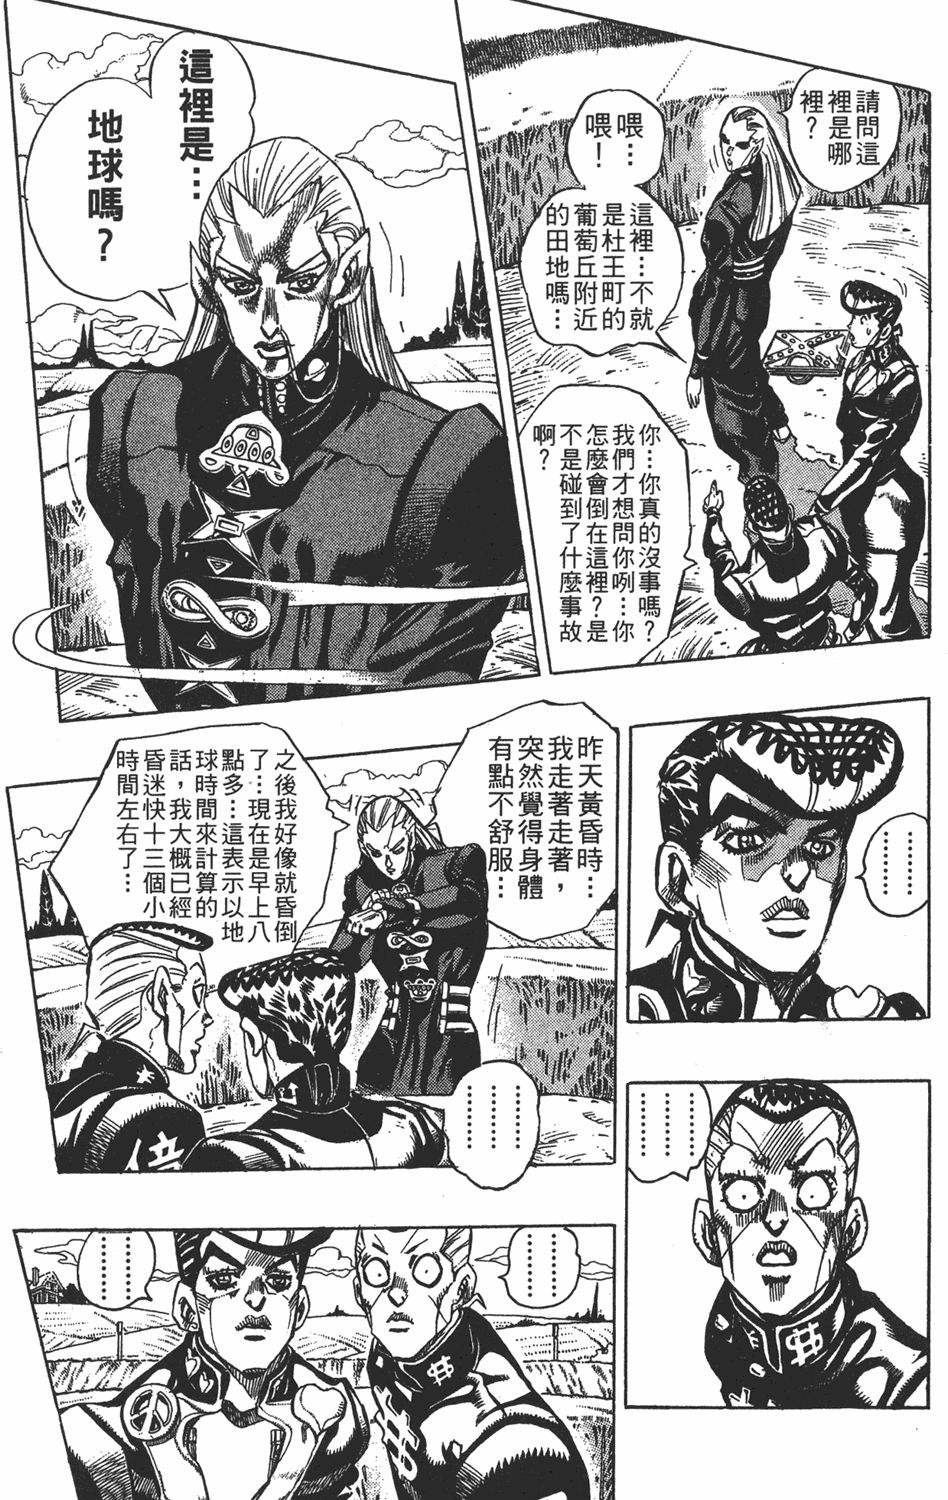 請問這
裡是哪
裡？
喂…
喂！
這裡…不就
是杜王町的
葡萄丘附近
的田地嗎…
你…你真的沒事嗎？
我們才想問你咧…你
怎麼會倒在這裡？是
不是碰到了什麼事故
啊？
這裡是…
地球嗎？
………
………
………
………
昨天黃昏時…
我走著走著，
突然覺得身體
有點不舒服…
之後我好像就昏倒
了…現在是早上八
點多…這表示以地
球時間來計算的
話，我大概已經
昏迷快十三個小
時間左右了…
………
………
億
………
………
………
………